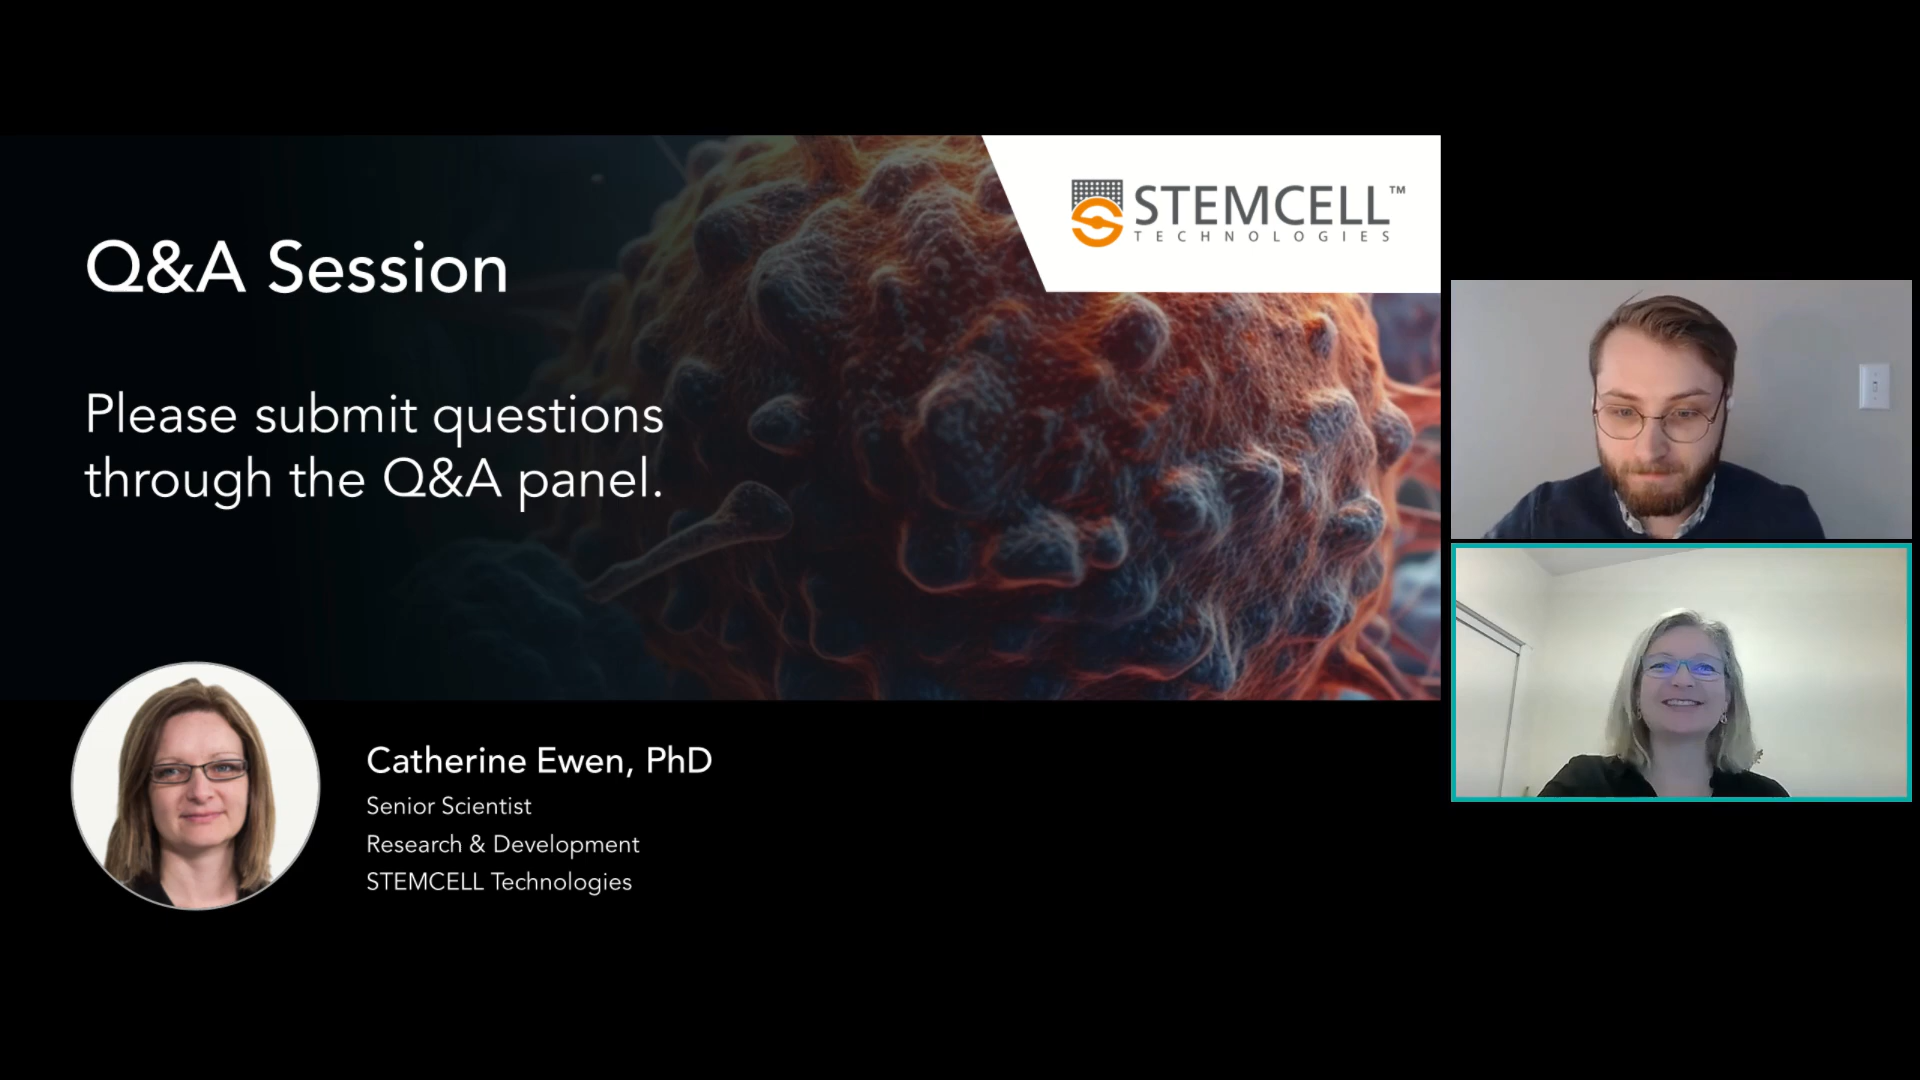 Q&A Session
Please submit questions
through the Q&A panel.
STEMCELL™
TECHNOLOGIES
Catherine Ewen, PhD
Senior Scientist
Research & Development
STEMCELL Technologies